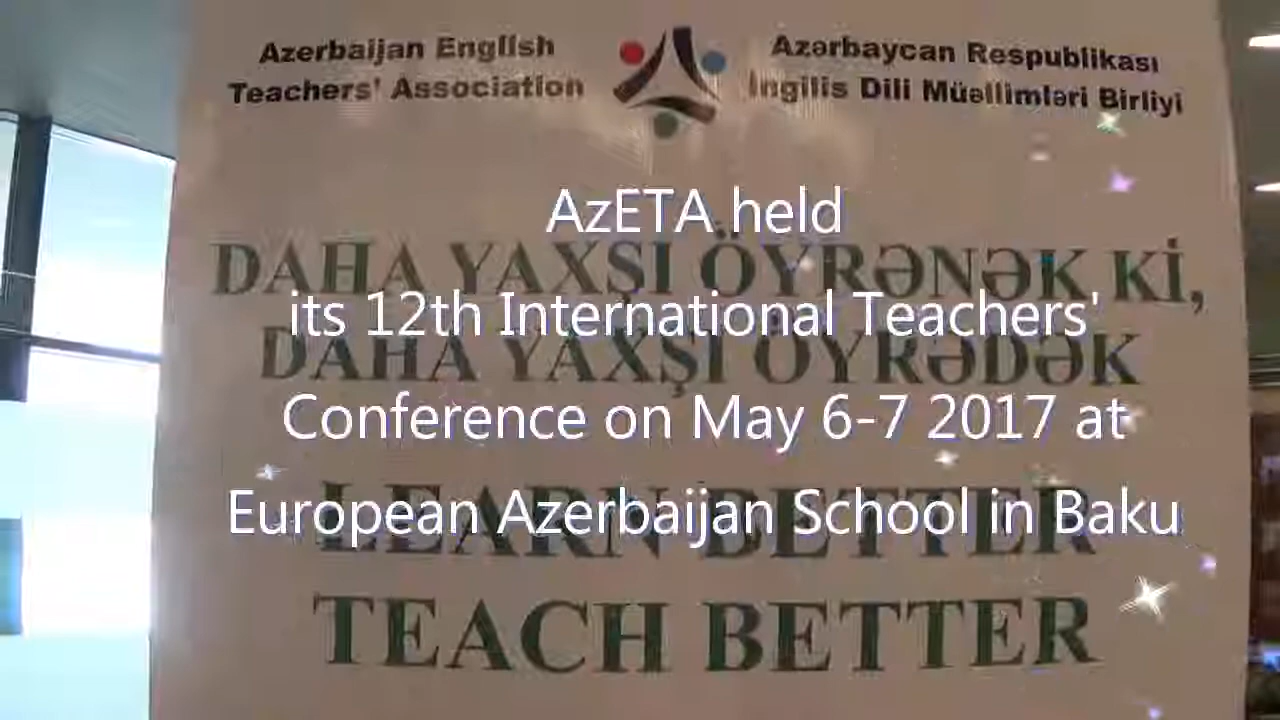 Azerbaijan English
Teachers' Association
Azərbaycan Respublikası
İngilis Dili Müəllimləri Birliyi
AzETA held
DAHA YAXŞI ÖYRƏNƏK Kİ,
its 12th International Teachers'
DAHA YAXŞI ÖYRƏDƏK
Conference on May 6-7 2017 at
LEARN BETTER
European Azerbaijan School in Baku
TEACH BETTER